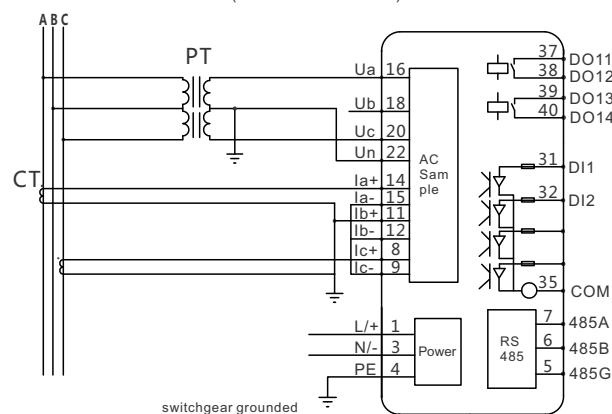 A B C
PT
CT
Ua 16
Ub 18
Uc 20
Un 22
Ia+ 14
Ia- 15
Ib+ 11
Ib- 12
Ic+ 8
Ic- 9
AC
Sam
ple
L/+ 1
N/- 3
PE 4
Power
switchgear grounded
37 DO11
38 DO12
39 DO13
40 DO14
31 DI1
32 DI2
35 COM
RS
485
7 485A
6 485B
5 485G